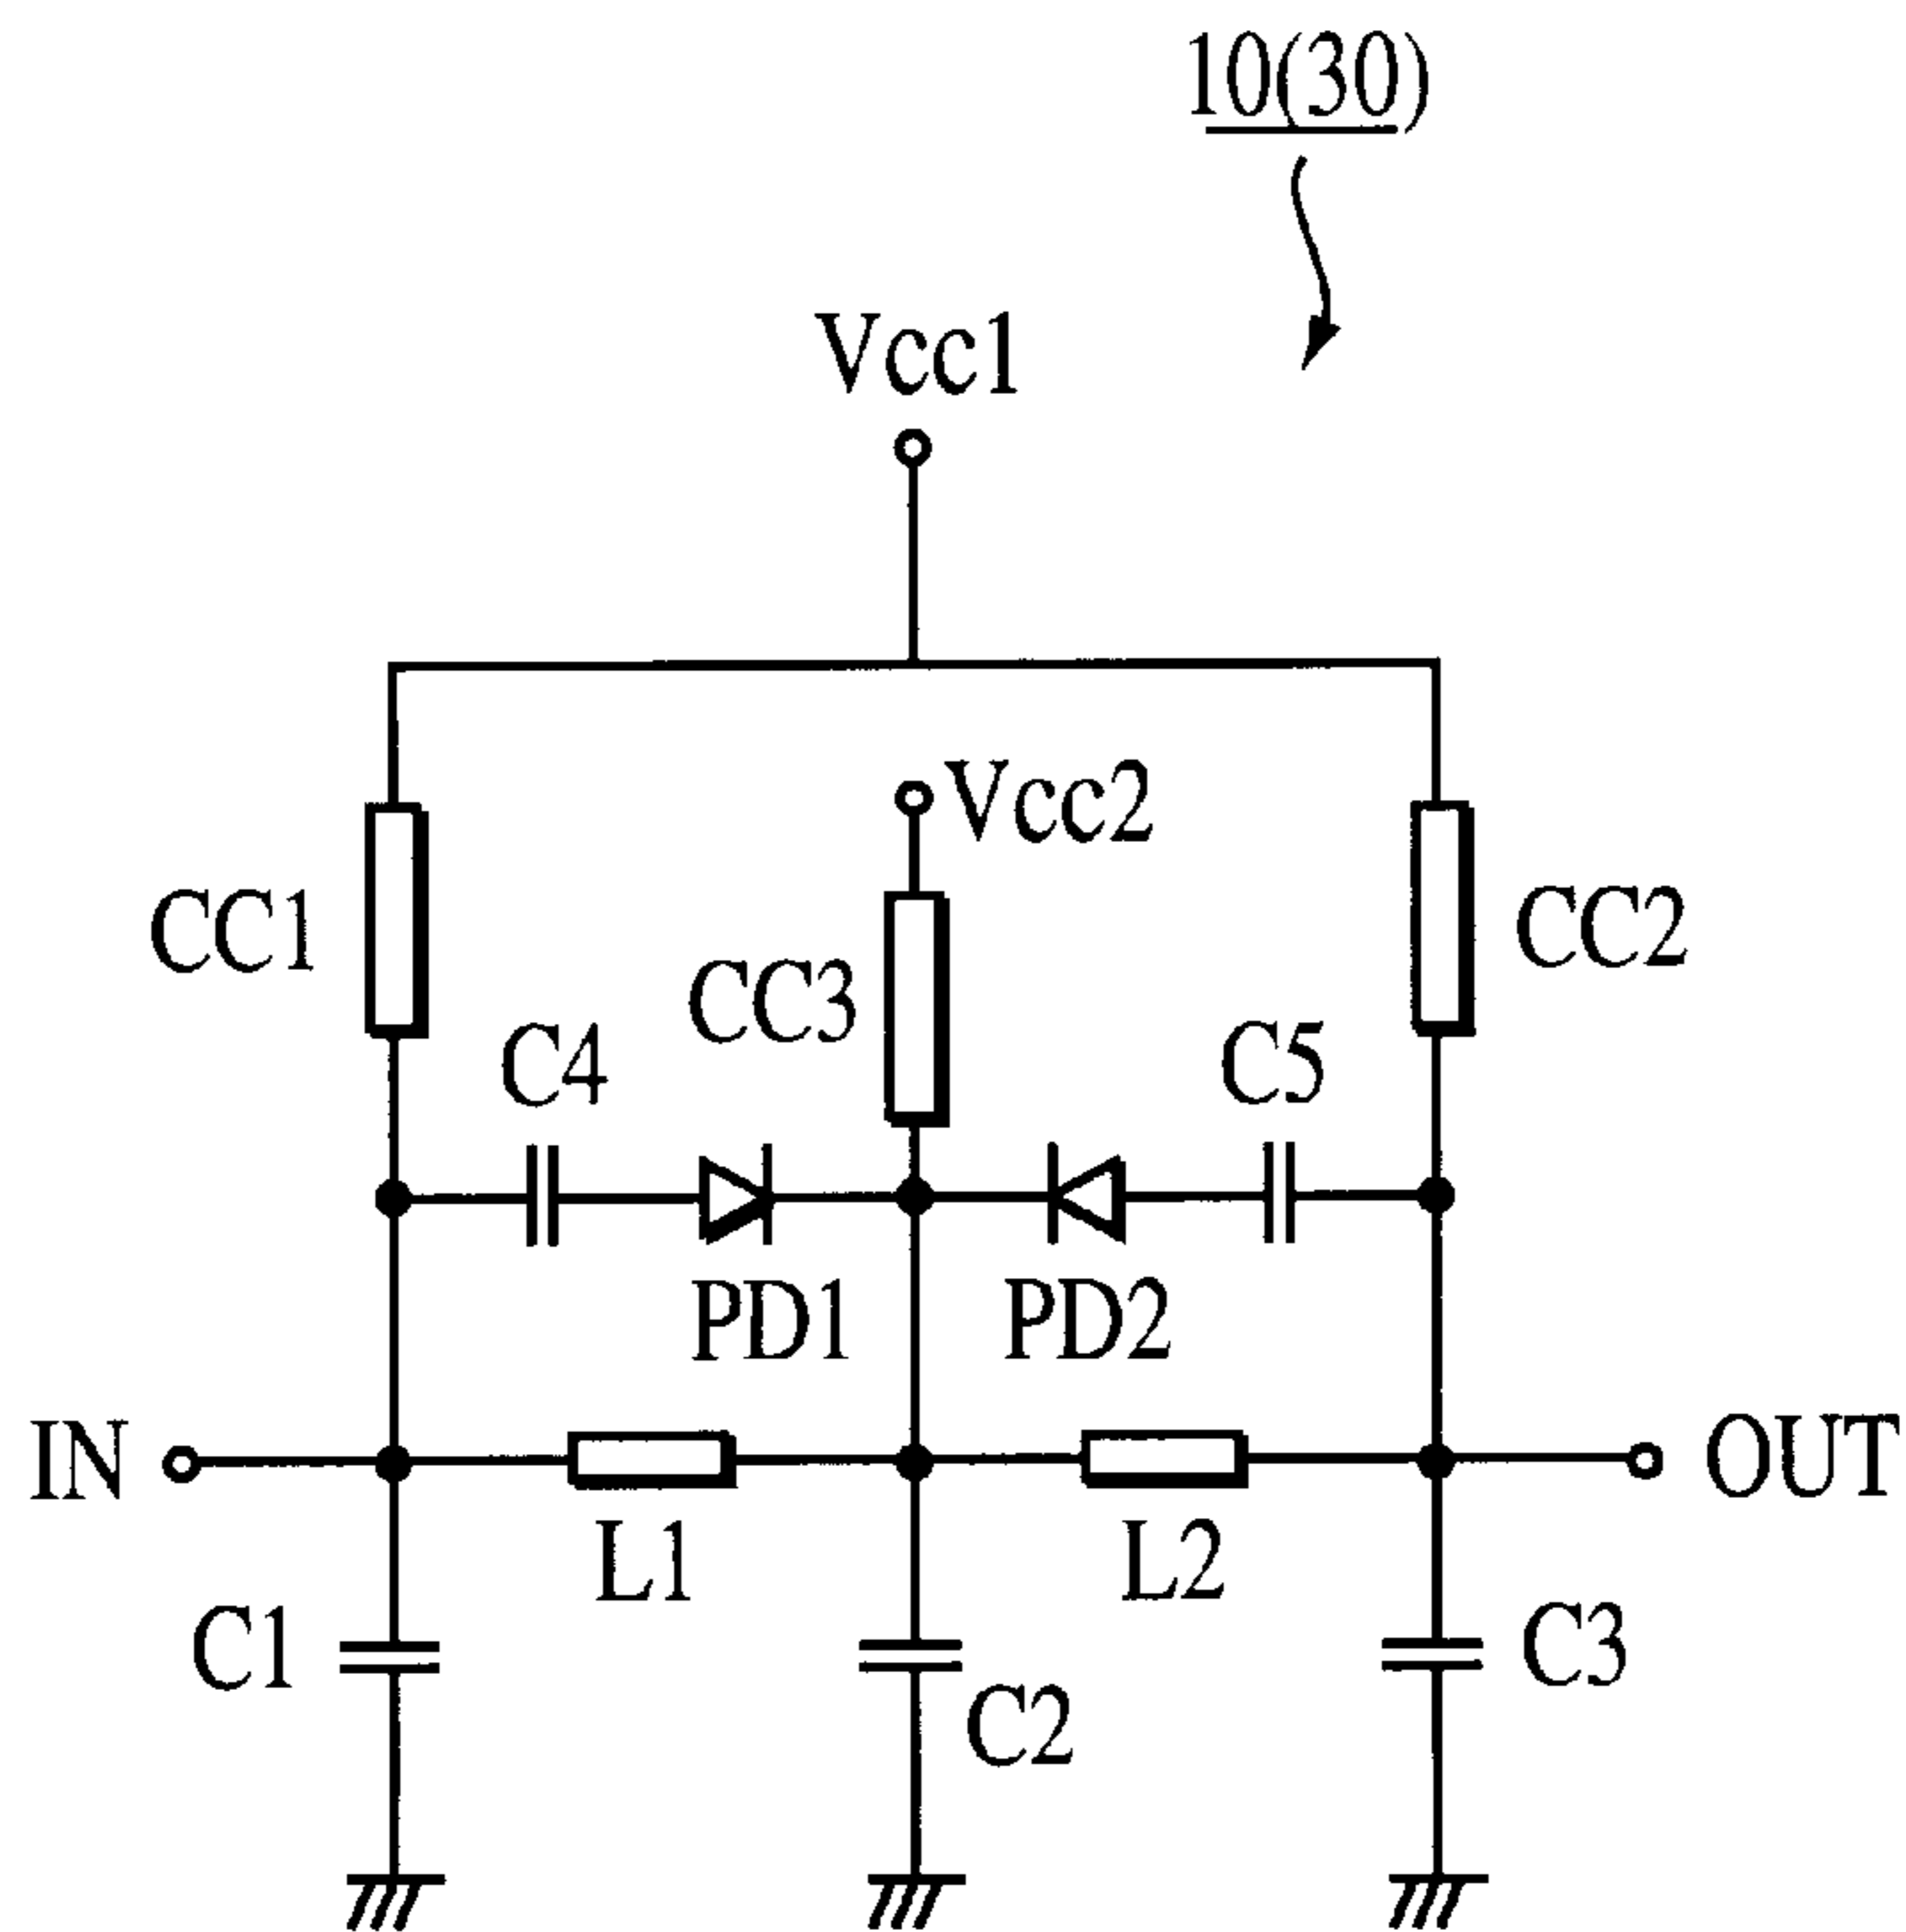 10(30)
Vcc1
Vcc2
CC1
CC2
CC3
C4
C5
PD1
PD2
IN
OUT
L1
L2
C1
C3
C2